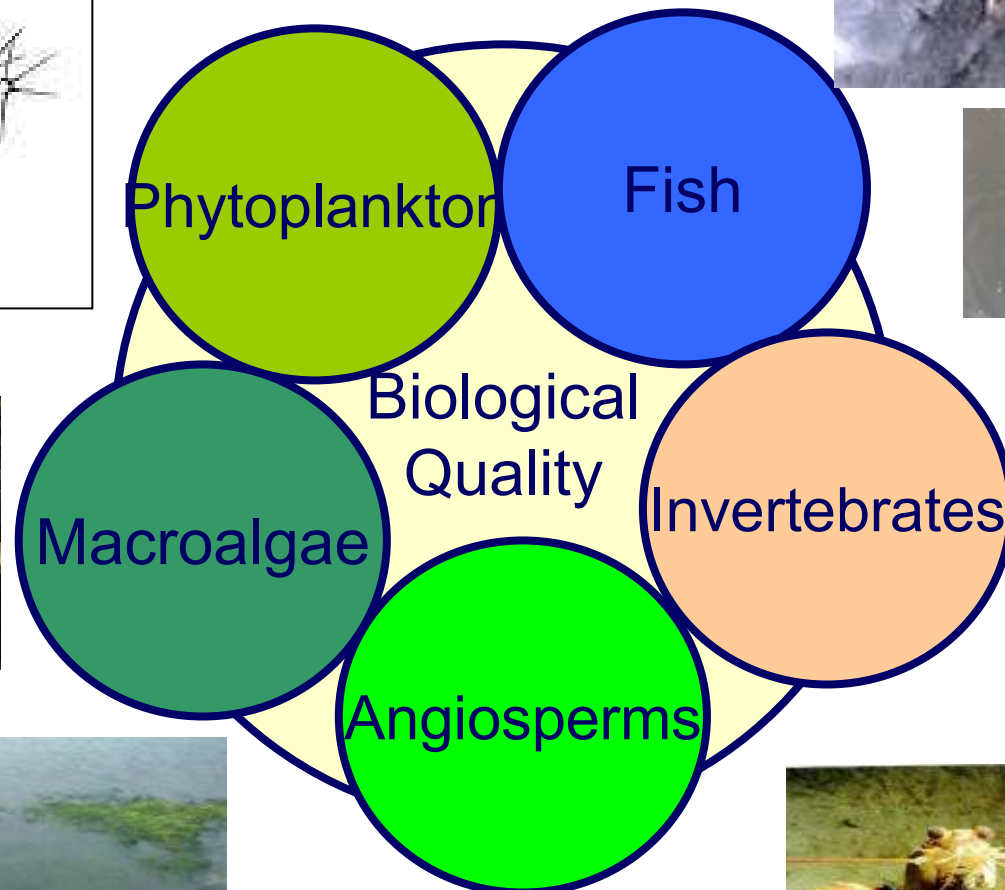 Phytoplankton
Fish
Biological
Quality
Invertebrates
Macroalgae
Angiosperms